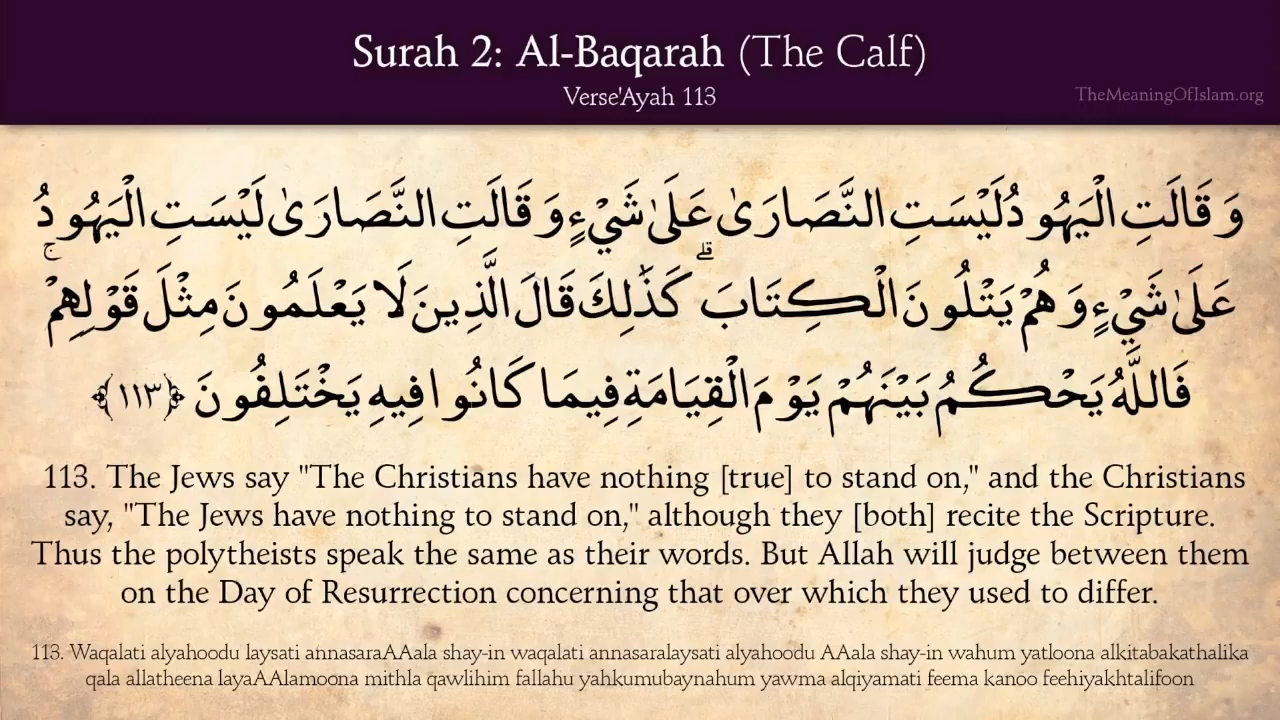 Surah 2: Al-Baqarah (The Calf)
Verse'Ayah 113
TheMeaningOfIslam.org
وَقَالَتِ الْيَهُودُ لَيْسَتِ النَّصَارَىٰ عَلَىٰ شَيْءٍ وَقَالَتِ النَّصَارَىٰ لَيْسَتِ الْيَهُودُ
عَلَىٰ شَيْءٍ وَهُمْ يَتْلُونَ الْكِتَابَ ۗ كَذَٰلِكَ قَالَ الَّذِينَ لَا يَعْلَمُونَ مِثْلَ قَوْلِهِمْ ۚ
فَاللَّهُ يَحْكُمُ بَيْنَهُمْ يَوْمَ الْقِيَامَةِ فِيمَا كَانُوا فِيهِ يَخْتَلِفُونَ ﴿١١٣﴾
113. The Jews say "The Christians have nothing [true] to stand on," and the Christians
say, "The Jews have nothing to stand on," although they [both] recite the Scripture.
Thus the polytheists speak the same as their words. But Allah will judge between them
on the Day of Resurrection concerning that over which they used to differ.
113. Waqalati alyahoodu laysati annasaraAAala shay-in waqalati annasaralaysati alyahoodu AAala shay-in wahum yatloona alkitabakathalika
qala allatheena layaAAlamoona mithla qawlihim fallahu yahkumubaynahum yawma alqiyamati feema kanoo feehiyakhtalifoon